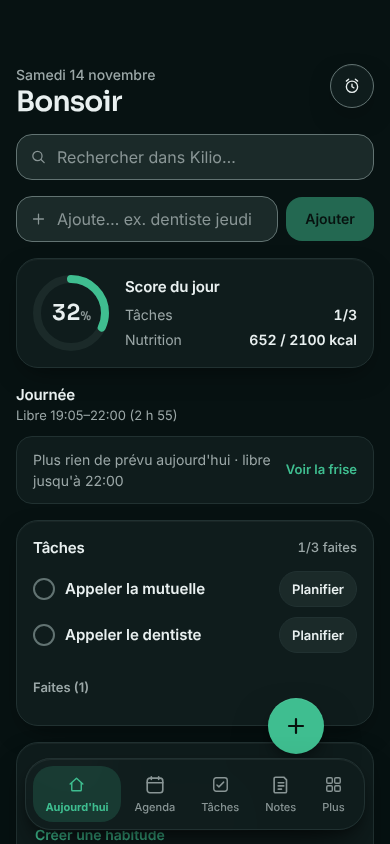 Samedi 14 novembre
Bonsoir
Rechercher dans Kilio...
Ajoute... ex. dentiste jeudi
Ajouter
32%
Score du jour
Tâches 1/3
Nutrition 652 / 2100 kcal
Journée
Libre 19:05–22:00 (2 h 55)
Plus rien de prévu aujourd'hui · libre
jusqu'à 22:00
Voir la frise
Tâches 1/3 faites
Appeler la mutuelle Planifier
Appeler le dentiste Planifier
Faites (1)
Aujourd'hui Agenda Tâches Notes Plus
Créer une habitude